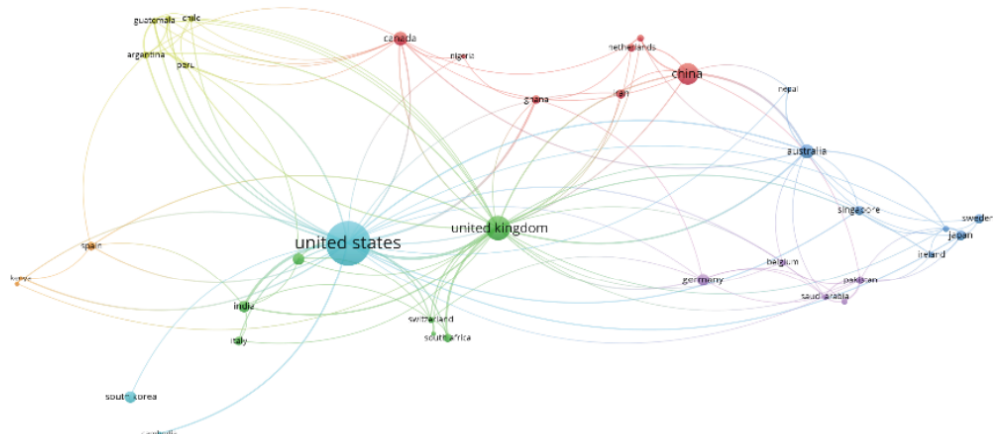 guatemala
chile
argentina
peru
canada
nigeria
netherlands
china
ghana
iran
nepal
australia
singapore
sweden
japan
ireland
united kingdom
united states
spain
kenya
belgium
germany
pakistan
saudi arabia
india
switzerland
south africa
italy
south korea